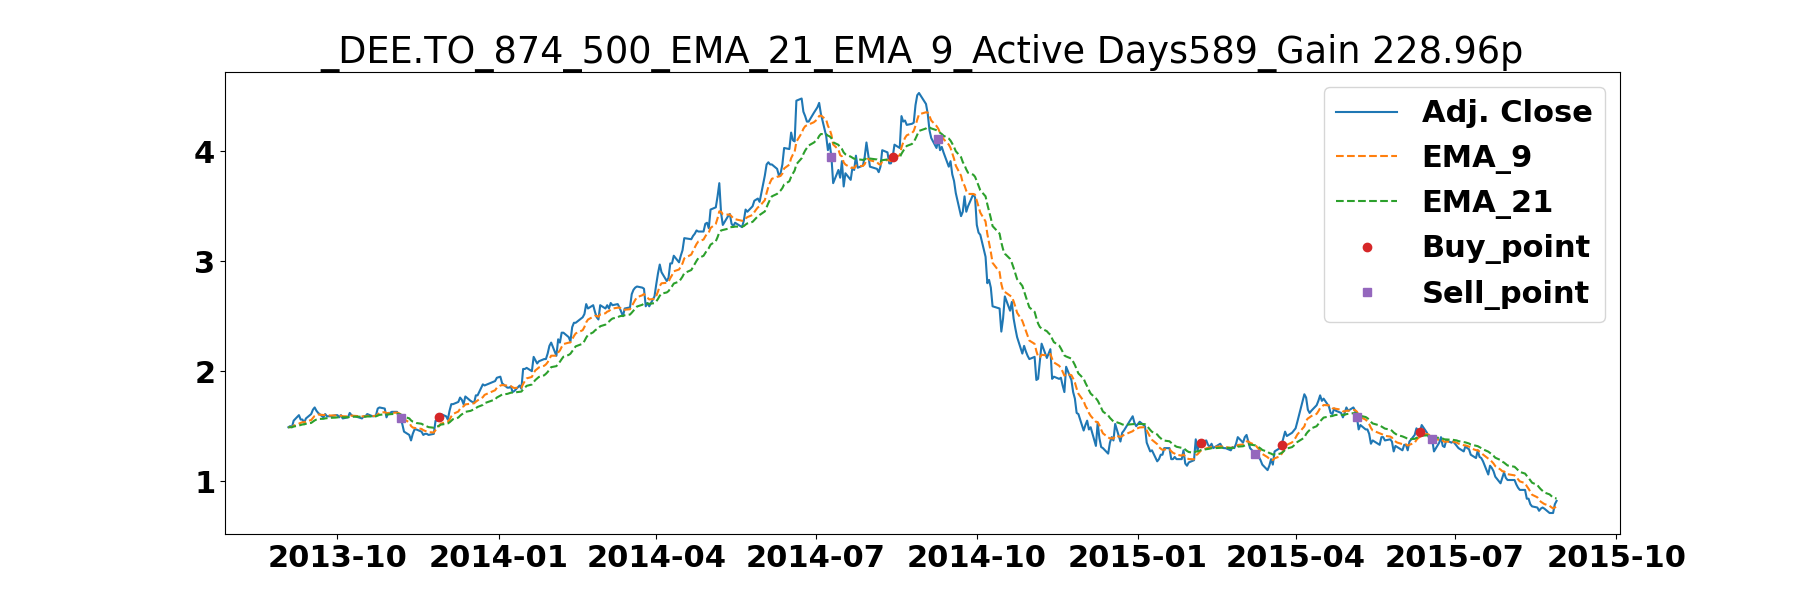 _DEE.TO_874_500_EMA_21_EMA_9_Active Days589_Gain 228.96p
Adj. Close
EMA_9
EMA_21
Buy_point
Sell_point
4
3
2
1
2013-10 2014-01 2014-04 2014-07 2014-10 2015-01 2015-04 2015-07 2015-10